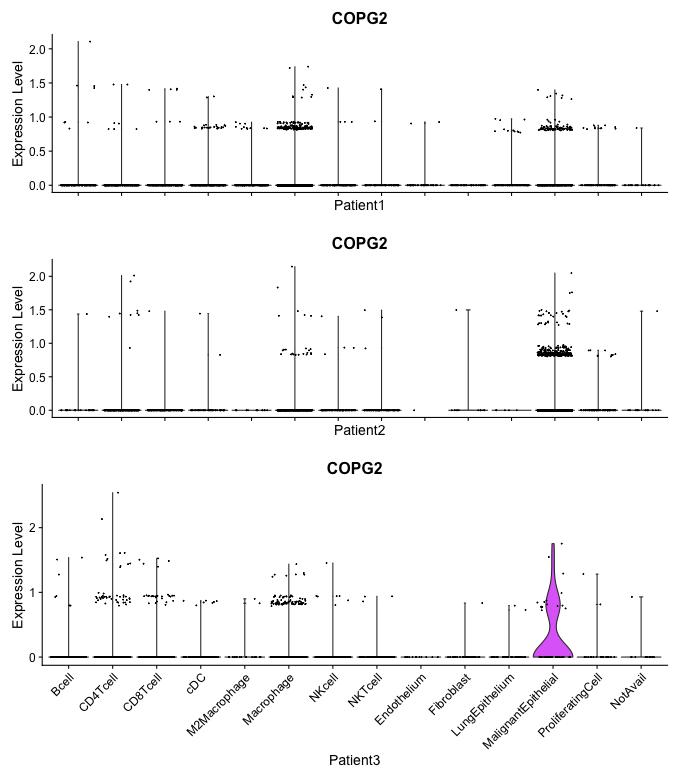 COPG2
Expression Level
2.0
1.5
1.0
0.5
0.0
Patient1
COPG2
Expression Level
2.0
1.5
1.0
0.5
0.0
Patient2
COPG2
Expression Level
2
1
0
Bcell
CD4Tcell
CD8Tcell
cDC
M2Macrophage
Macrophage
NKcell
NKTcell
Endothelium
Fibroblast
LungEpithelium
MalignantEpithelial
ProliferatingCell
NotAvail
Patient3